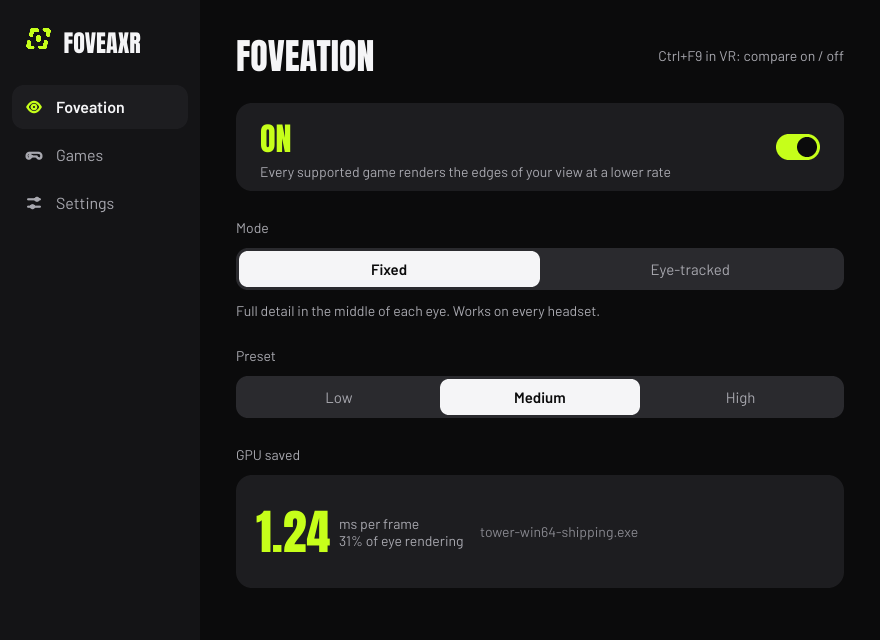 FOVEAXR
Foveation
Games
Settings
FOVEATION
Ctrl+F9 in VR: compare on / off
ON
Every supported game renders the edges of your view at a lower rate
Mode
Fixed
Eye-tracked
Full detail in the middle of each eye. Works on every headset.
Preset
Low
Medium
High
GPU saved
1.24
ms per frame
31% of eye rendering
tower-win64-shipping.exe